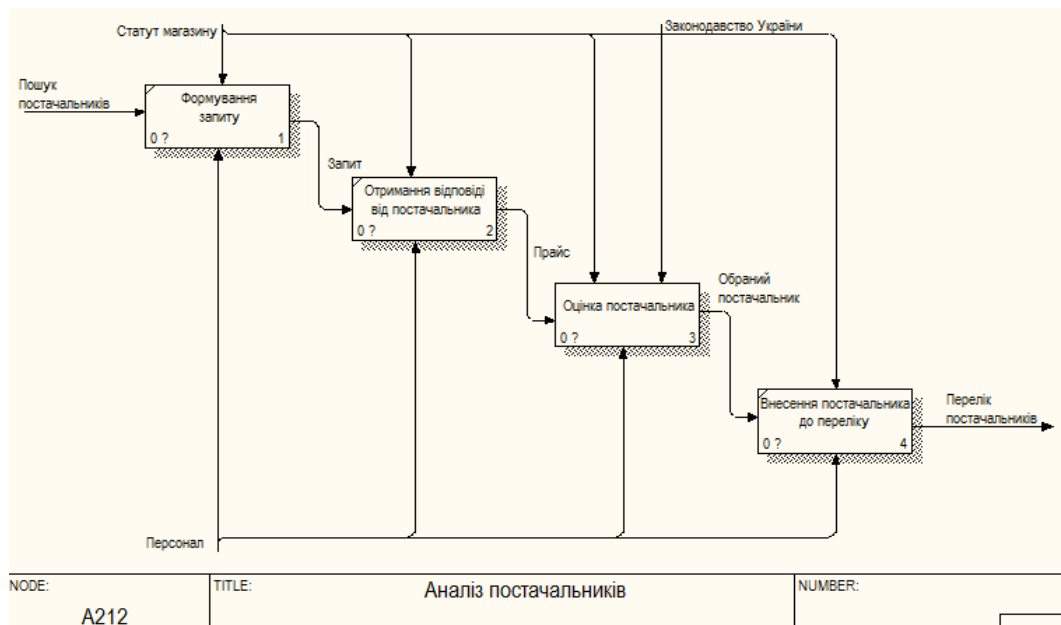 Статут магазину
Законодавство України
Пошук
постачальників
Формування
запиту
0 ?
1
Запит
Отримання відповіді
від постачальника
0 ?
2
Прайс
Оцінка постачальника
0 ?
3
Обраний
постачальник
Внесення постачальника
до переліку
0 ?
4
Перелік
постачальників
Персонал
NODE:
A212
TITLE:
Аналіз постачальників
NUMBER: